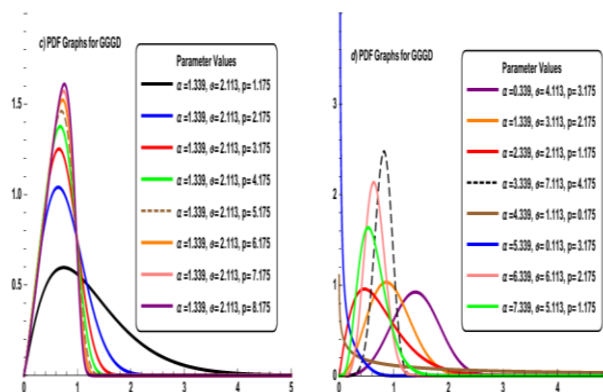 c) PDF Graphs for GGGD
Parameter Values
α=1.339, θ=2.113, p=1.175
α=1.339, θ=2.113, p=2.175
α=1.339, θ=2.113, p=3.175
α=1.339, θ=2.113, p=4.175
α=1.339, θ=2.113, p=5.175
α=1.339, θ=2.113, p=6.175
α=1.339, θ=2.113, p=7.175
α=1.339, θ=2.113, p=8.175
1.5
1.0
0.5
0 1 2 3 4 5
d) PDF Graphs for GGGD
Parameter Values
α=0.339, θ=4.113, p=3.175
α=1.339, θ=3.113, p=2.175
α=2.339, θ=2.113, p=1.175
α=3.339, θ=7.113, p=4.175
α=4.339, θ=1.113, p=0.175
α=5.339, θ=0.113, p=3.175
α=6.339, θ=6.113, p=2.175
α=7.339, θ=5.113, p=1.175
3
2
1
0 1 2 3 4